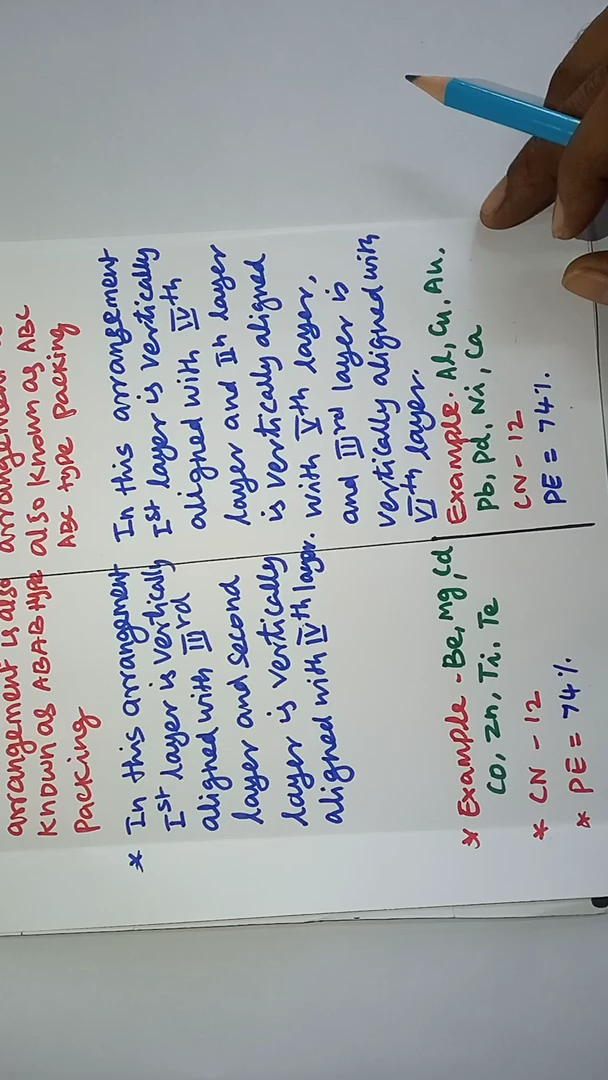 arrangement is also
known as ABAB type
Packing
* In this arrangement
Ist layer is vertically
aligned with IIIrd
layer and second
layer is vertically
aligned with IVth layer.
* Example - Be, Mg, Cd
Co, Zn, Ti, Te
* CN - 12
* PE = 74%
also known as ABC
ABC type packing
In this arrangement
Ist layer is vertically
aligned with IVth
layer and IIth layer
is vertically aligned
with Vth layer,
and IIIrd layer is
vertically aligned with
VIth layer.
Example. Al, Cu, Au,
Pb, Pd, Ni, Ca
CN - 12
PE = 74%.